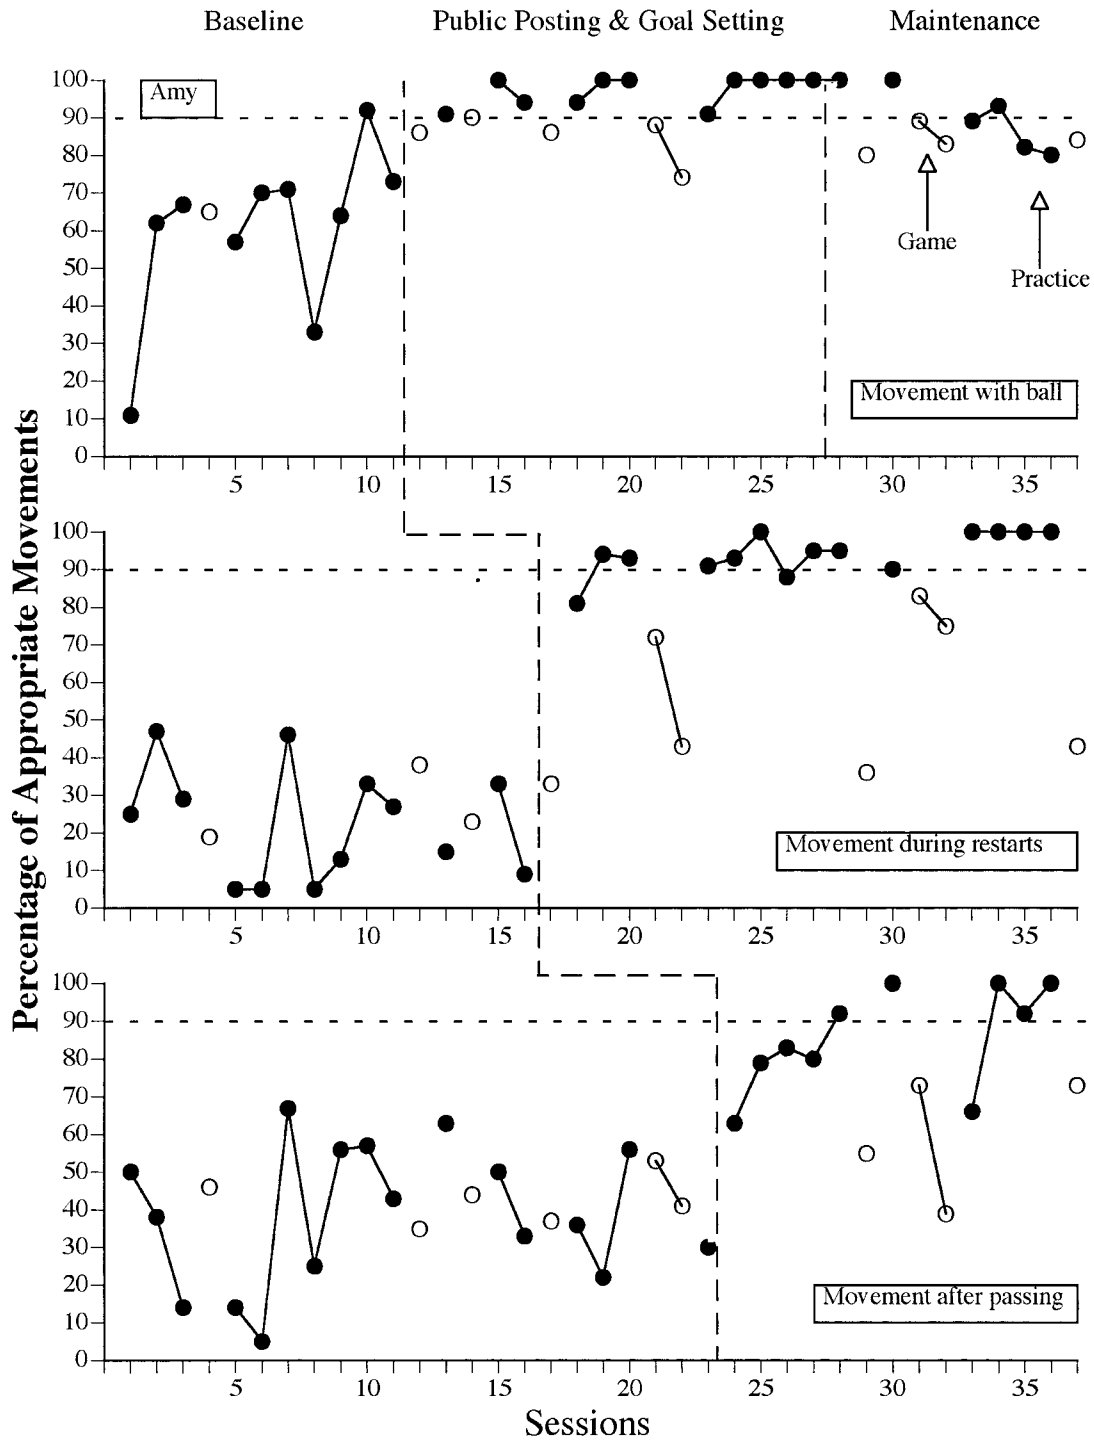 Baseline Public Posting & Goal Setting Maintenance
Amy
100
90
80
70
60
50
40
30
20
10
0
Game
Practice
Movement with ball
5 10 15 20 25 30 35
100
90
80
70
60
50
40
30
20
10
0
Movement during restarts
5 10 15 20 25 30 35
100
90
80
70
60
50
40
30
20
10
0
Movement after passing
5 10 15 20 25 30 35
Percentage of Appropriate Movements
Sessions